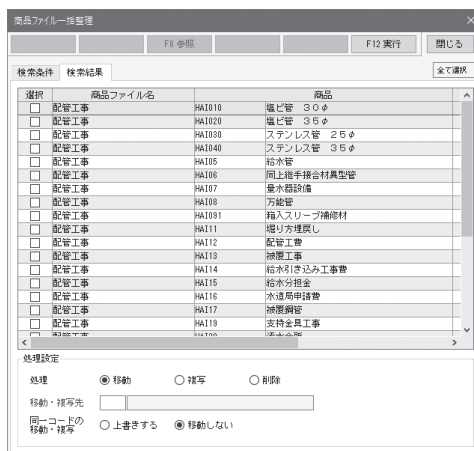 商品ファイル一括整理
F8 参照 F12 実行 閉じる
検索条件 検索結果 全て選択
選択 商品ファイル名 商品
配管工事 HAI010 塩ビ管 30φ
配管工事 HAI020 塩ビ管 35φ
配管工事 HAI030 ステンレス管 25φ
配管工事 HAI040 ステンレス管 35φ
配管工事 HAI05 給水管
配管工事 HAI06 同上継手接合材異型管
配管工事 HAI07 量水器設備
配管工事 HAI08 万能管
配管工事 HAI091 箱入スリーブ補修材
配管工事 HAI11 堀り方埋戻し
配管工事 HAI12 配管工費
配管工事 HAI13 被覆工事
配管工事 HAI14 給水引き込み工事費
配管工事 HAI15 給水分担金
配管工事 HAI16 水道局申請費
配管工事 HAI17 被覆鋼管
配管工事 HAI19 支持金具工事
処理設定
処理 移動 複写 削除
移動・複写先
同一コードの
移動・複写 上書きする 移動しない